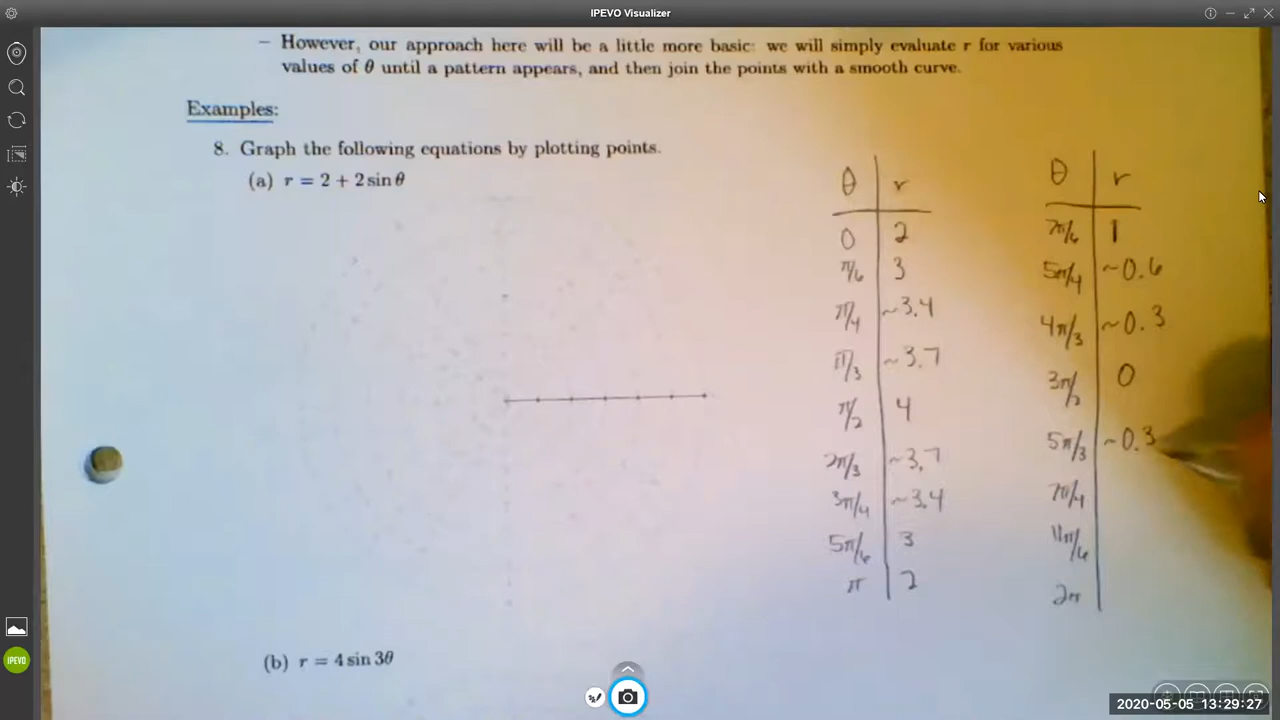 IPEVO Visualizer
– However, our approach here will be a little more basic: we will simply evaluate r for various
values of θ until a pattern appears, and then join the points with a smooth curve.
Examples:
8. Graph the following equations by plotting points.
(a) r = 2 + 2 sin θ
θ r
0 2
π/6 3
π/4 ~3.4
π/3 ~3.7
π/2 4
2π/3 ~3.7
3π/4 ~3.4
5π/6 3
π 2
θ r
7π/6 1
5π/4 ~0.6
4π/3 ~0.3
3π/2 0
5π/3 ~0.3
7π/4
11π/6
2π
(b) r = 4 sin 3θ
IPEVO
2020-05-05 13:29:27